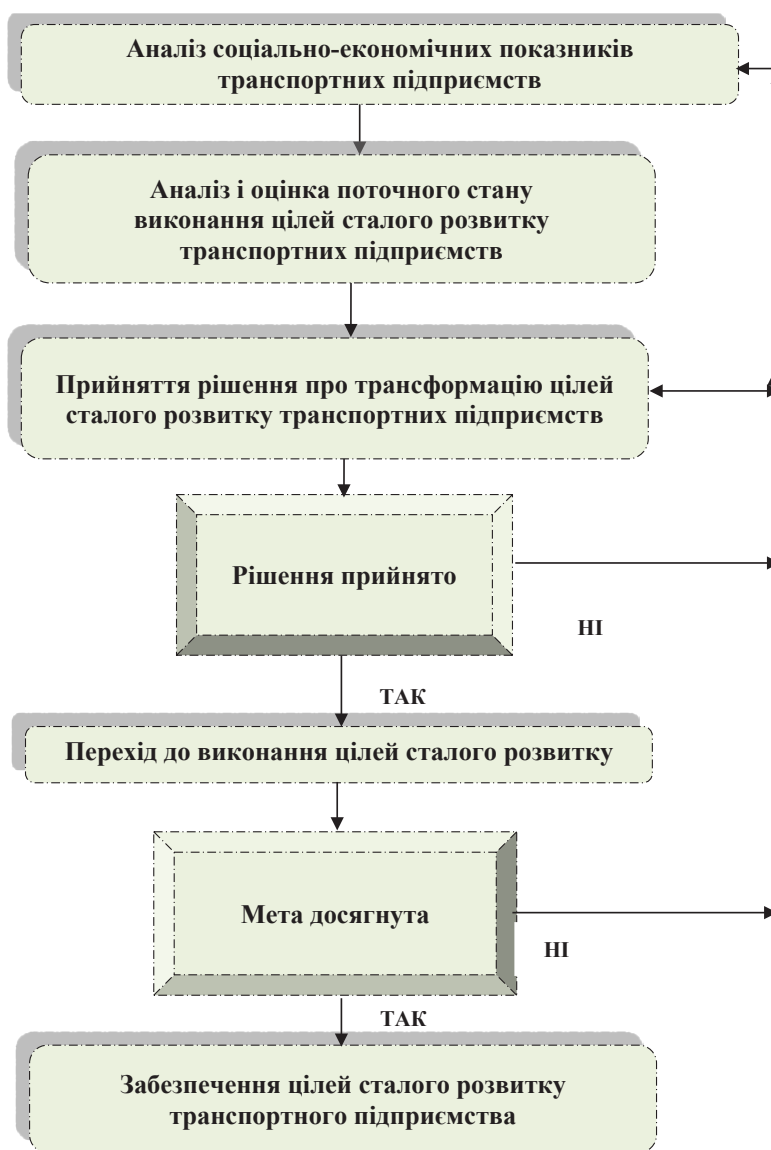 Аналіз соціально-економічних показників
транспортних підприємств
Аналіз і оцінка поточного стану
виконання цілей сталого розвитку
транспортних підприємств
Прийняття рішення про трансформацію цілей
сталого розвитку транспортних підприємств
Рішення прийнято
НІ
ТАК
Перехід до виконання цілей сталого розвитку
Мета досягнута
НІ
ТАК
Забезпечення цілей сталого розвитку
транспортного підприємства